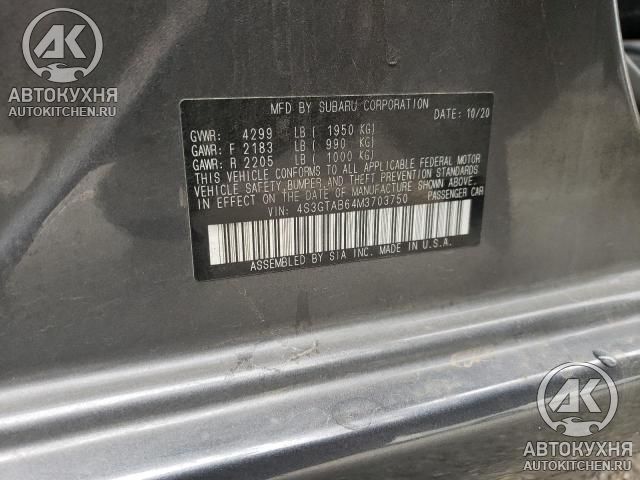 АК
АВТОКУХНЯ
AUTOKITCHEN.RU
MFD BY SUBARU CORPORATION
DATE: 10/20
GVWR: 4299 LB ( 1950 KG)
GAWR: F 2183 LB ( 990 KG)
GAWR: R 2205 LB ( 1000 KG)
THIS VEHICLE CONFORMS TO ALL APPLICABLE FEDERAL MOTOR
VEHICLE SAFETY, BUMPER AND THEFT PREVENTION STANDARDS
IN EFFECT ON THE DATE OF MANUFACTURE SHOWN ABOVE.
VIN: 4S3GTAB64M3703750 PASSENGER CAR
ASSEMBLED BY SIA INC. MADE IN U.S.A.
АК
АВТОКУХНЯ
AUTOKITCHEN.RU